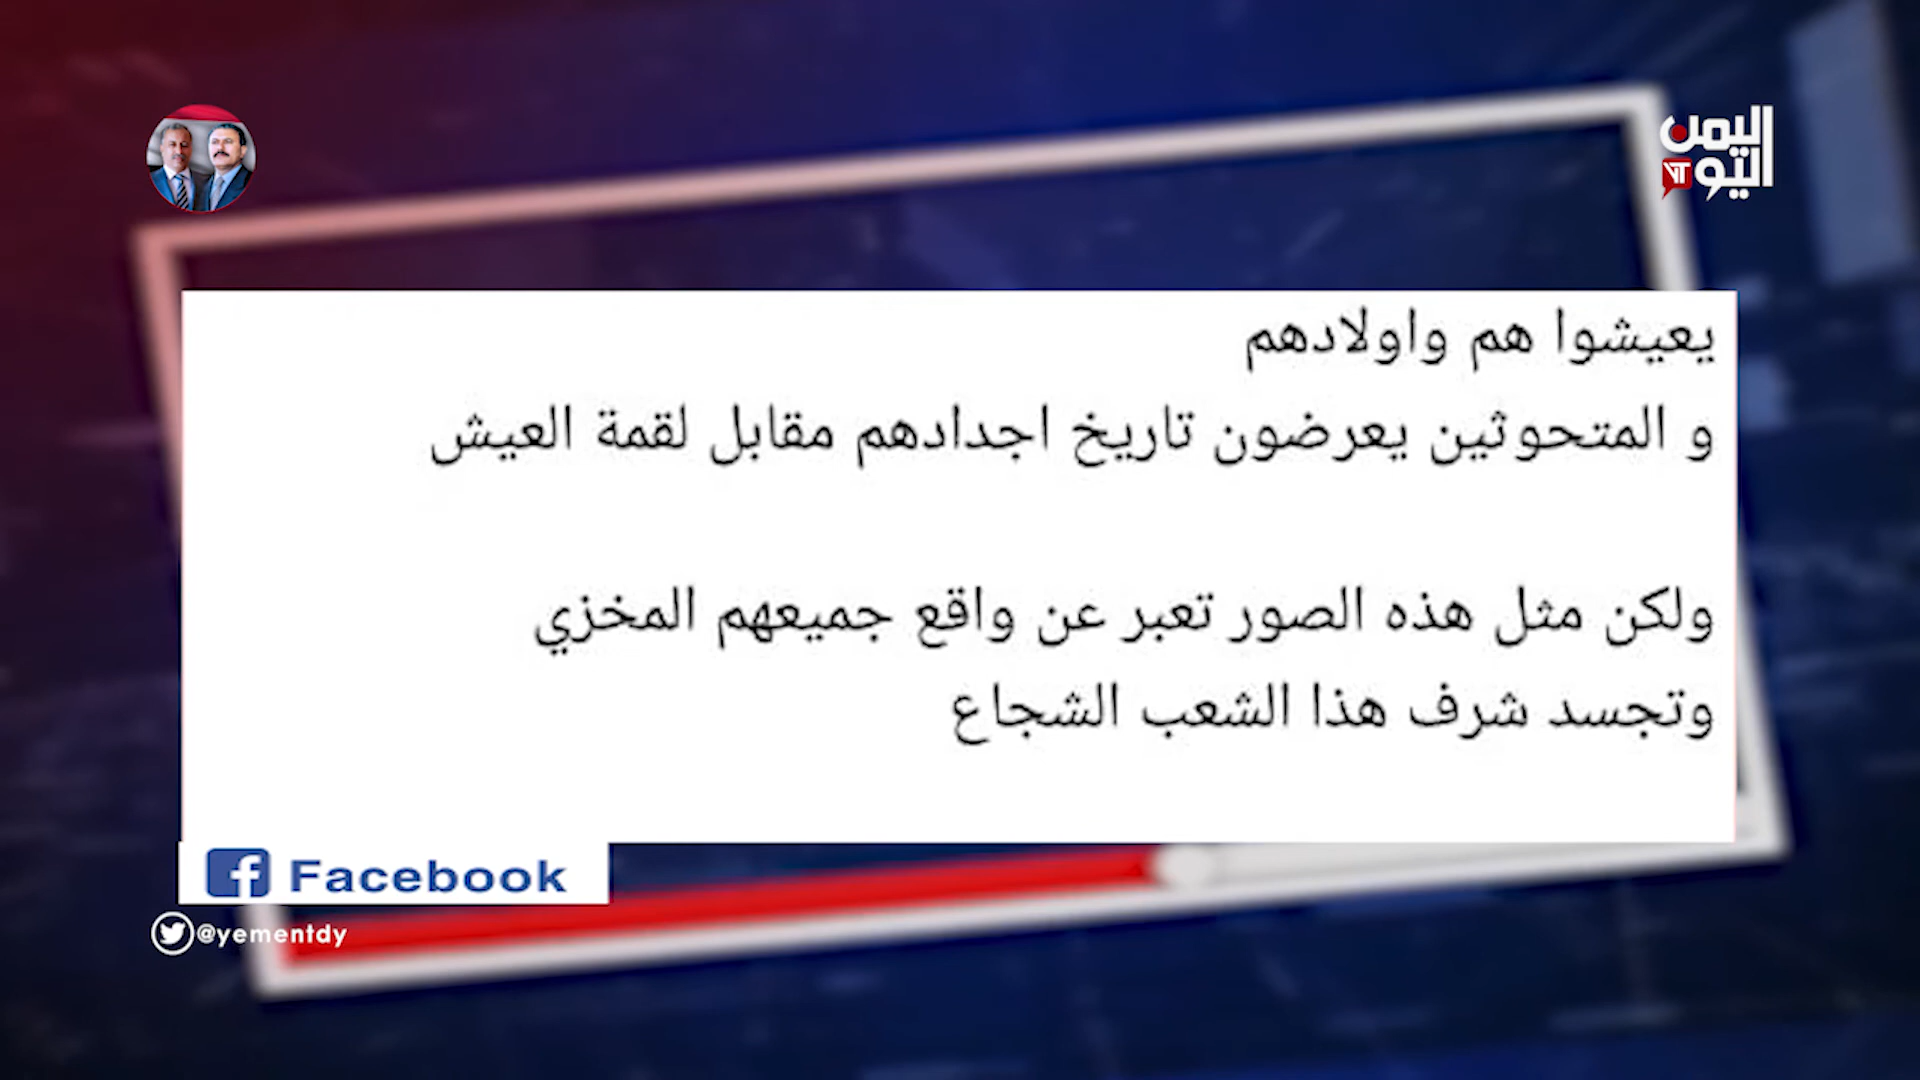 اليمن
اليوم
YT
يعيشوا هم واولادهم
و المتحوثين يعرضون تاريخ اجدادهم مقابل لقمة العيش
ولكن مثل هذه الصور تعبر عن واقع جميعهم المخزي
وتجسد شرف هذا الشعب الشجاع
Facebook
@yementdy